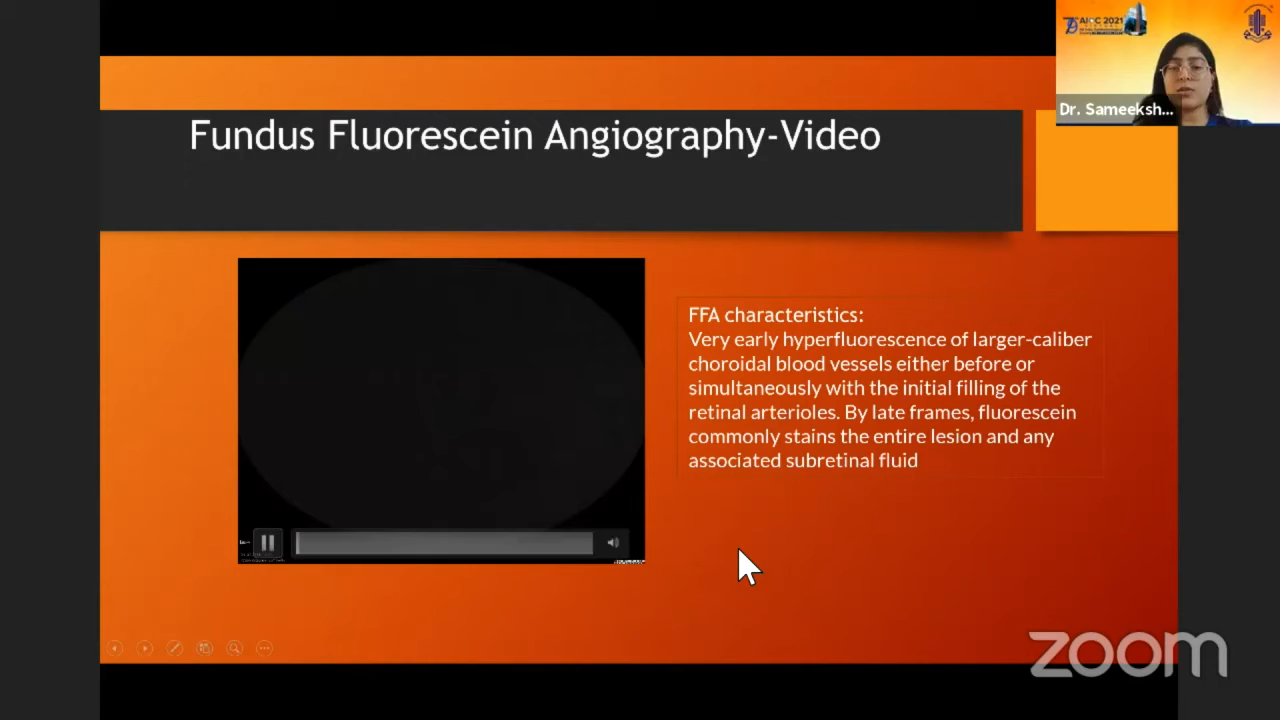 AIOC 2021
Dr. Sameeksh...
Fundus Fluorescein Angiography-Video
FFA characteristics:
Very early hyperfluorescence of larger-caliber
choroidal blood vessels either before or
simultaneously with the initial filling of the
retinal arterioles. By late frames, fluorescein
commonly stains the entire lesion and any
associated subretinal fluid
zoom